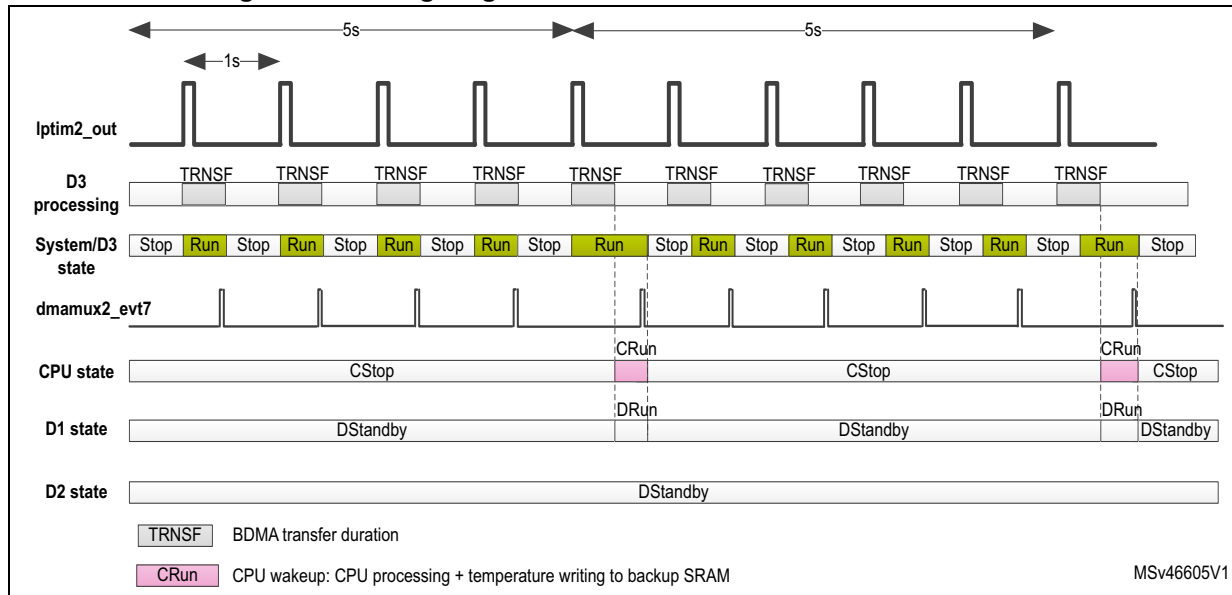 5s 5s
1s
lptim2_out
TRNSF TRNSF TRNSF TRNSF TRNSF TRNSF TRNSF TRNSF TRNSF TRNSF
D3
processing
System/D3
state
Stop Run Stop Run Stop Run Stop Run Stop Run Stop Run Stop Run Stop Run Stop Run Stop Run Stop
dmamux2_evt7
CRun CRun
CPU state CStop CStop CStop
DRun DRun
D1 state DStandby DStandby DStandby
D2 state DStandby
TRNSF BDMA transfer duration
CRun CPU wakeup: CPU processing + temperature writing to backup SRAM
MSv46605V1